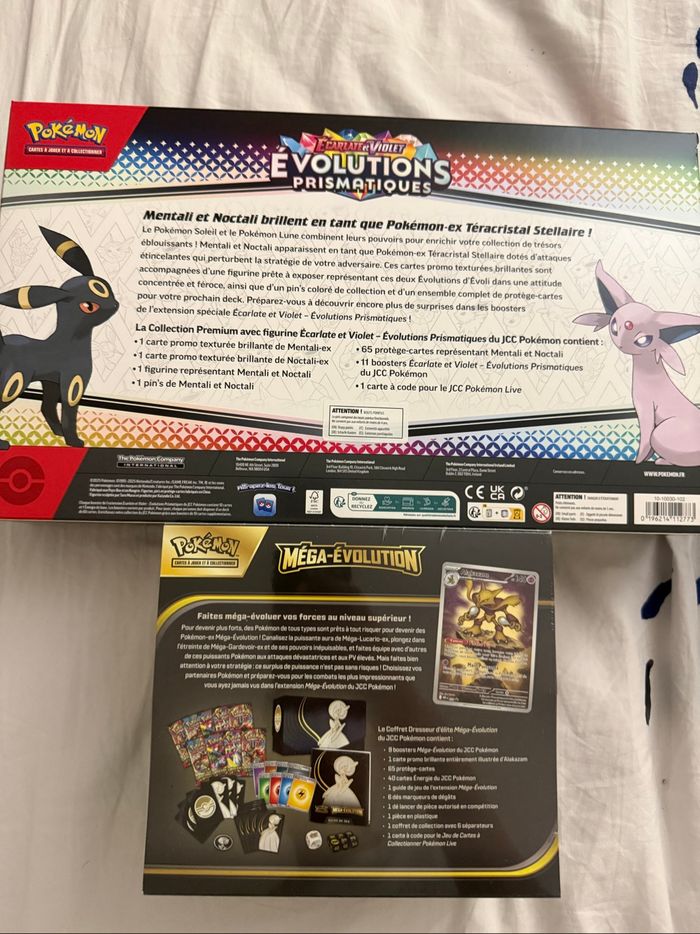 POKéMON
CARTES À JOUER ET À COLLECTIONNER
ÉCARLATE ET VIOLET
ÉVOLUTIONS
PRISMATIQUES
Mentali et Noctali brillent en tant que Pokémon-ex Téracristal Stellaire !
Le Pokémon Soleil et le Pokémon Lune combinent leurs pouvoirs pour enrichir votre collection de trésors
éblouissants ! Mentali et Noctali apparaissent en tant que Pokémon-ex Téracristal Stellaire dotés d'attaques
étincelantes qui perturbent la stratégie de votre adversaire. Ces cartes promo texturées brillantes sont
accompagnées d'une figurine prête à exposer représentant ces deux Évolutions d'Évoli dans une attitude
concentrée et féroce, ainsi que d'un pin's coloré de collection et d'un ensemble complet de protège-cartes
pour votre prochain deck. Préparez-vous à découvrir encore plus de surprises dans les boosters
de l'extension spéciale Écarlate et Violet – Évolutions Prismatiques !
La Collection Premium avec figurine Écarlate et Violet – Évolutions Prismatiques du JCC Pokémon contient :
• 1 carte promo texturée brillante de Mentali-ex
• 1 carte promo texturée brillante de Noctali-ex
• 1 figurine représentant Mentali et Noctali
• 1 pin's de Mentali et Noctali
• 65 protège-cartes représentant Mentali et Noctali
• 11 boosters Écarlate et Violet – Évolutions Prismatiques
du JCC Pokémon
• 1 carte à code pour le JCC Pokémon Live
ATTENTION !
The Pokémon Company
INTERNATIONAL
Attrapez-les Tous !
FSC
DONNEZ
RECYCLEZ
CE
UK CA
ATTENTION !
WWW.POKEMON.FR
10-10030-102
0 196214 112773
POKéMON
CARTES À JOUER ET À COLLECTIONNER
MÉGA-ÉVOLUTION
Alakazam
Faites méga-évoluer vos forces au niveau supérieur !
Pour devenir plus forts, des Pokémon de tous types sont prêts à tout risquer pour devenir des
Pokémon-ex Méga-Évolution ! Canalisez la puissante aura de Méga-Lucario-ex, plongez dans
l'étreinte de Méga-Gardevoir-ex et de ses pouvoirs inépuisables, et faites équipe avec d'autres
de ces puissants Pokémon aux attaques dévastatrices et aux PV élevés. Mais faites bien
attention à votre stratégie : ce surplus de puissance n'est pas sans risques ! Choisissez vos
partenaires Pokémon et préparez-vous pour les combats les plus impressionnants que
vous ayez jamais vus dans l'extension Méga-Évolution du JCC Pokémon !
Le Coffret Dresseur d'élite Méga-Évolution
du JCC Pokémon contient :
• 9 boosters Méga-Évolution du JCC Pokémon
• 1 carte promo brillante entièrement illustrée d'Alakazam
• 65 protège-cartes
• 40 cartes Énergie du JCC Pokémon
• 1 guide de jeu de l'extension Méga-Évolution
• 6 dés marqueurs de dégâts
• 1 dé lancer de pièce autorisé en compétition
• 1 pièce en plastique
• 1 coffret de collection avec 6 séparateurs
• 1 carte à code pour le Jeu de Cartes à
Collectionner Pokémon Live
MÉGA-ÉVOLUTION